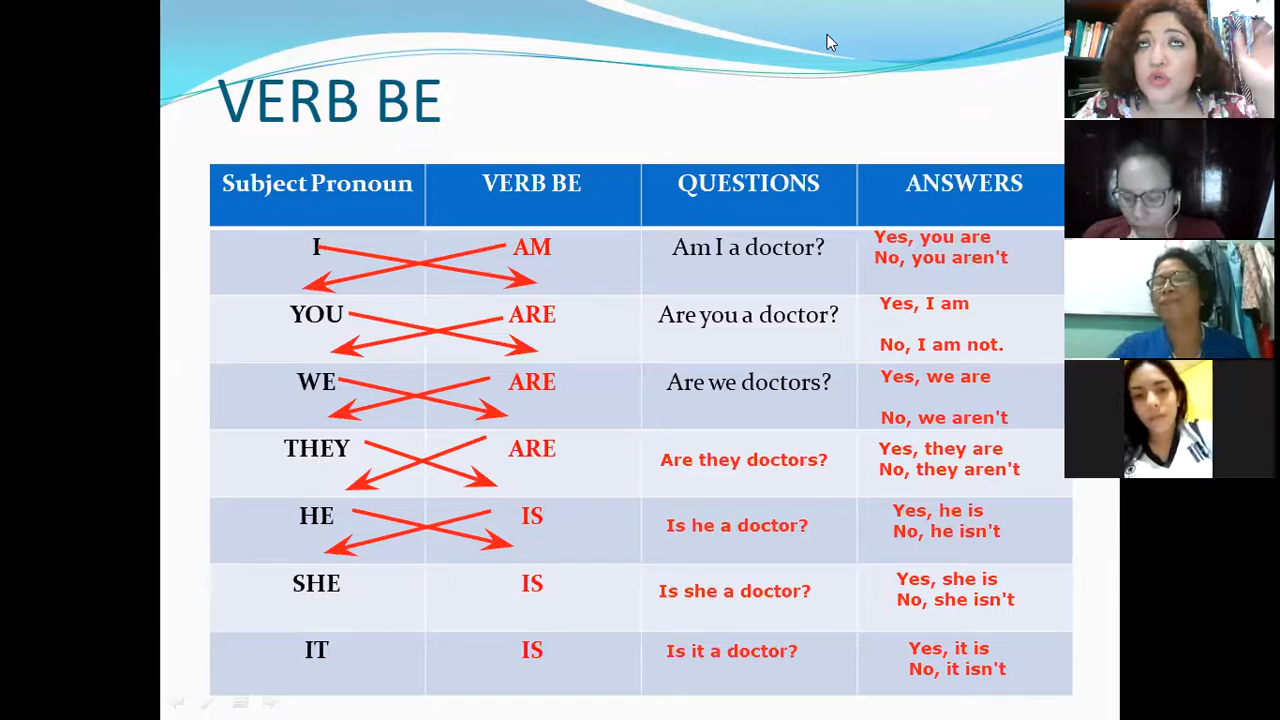 VERB BE
Subject Pronoun VERB BE QUESTIONS ANSWERS
I AM Am I a doctor? Yes, you are
No, you aren't
YOU ARE Are you a doctor? Yes, I am
No, I am not.
WE ARE Are we doctors? Yes, we are
No, we aren't
THEY ARE Are they doctors? Yes, they are
No, they aren't
HE IS Is he a doctor? Yes, he is
No, he isn't
SHE IS Is she a doctor? Yes, she is
No, she isn't
IT IS Is it a doctor? Yes, it is
No, it isn't